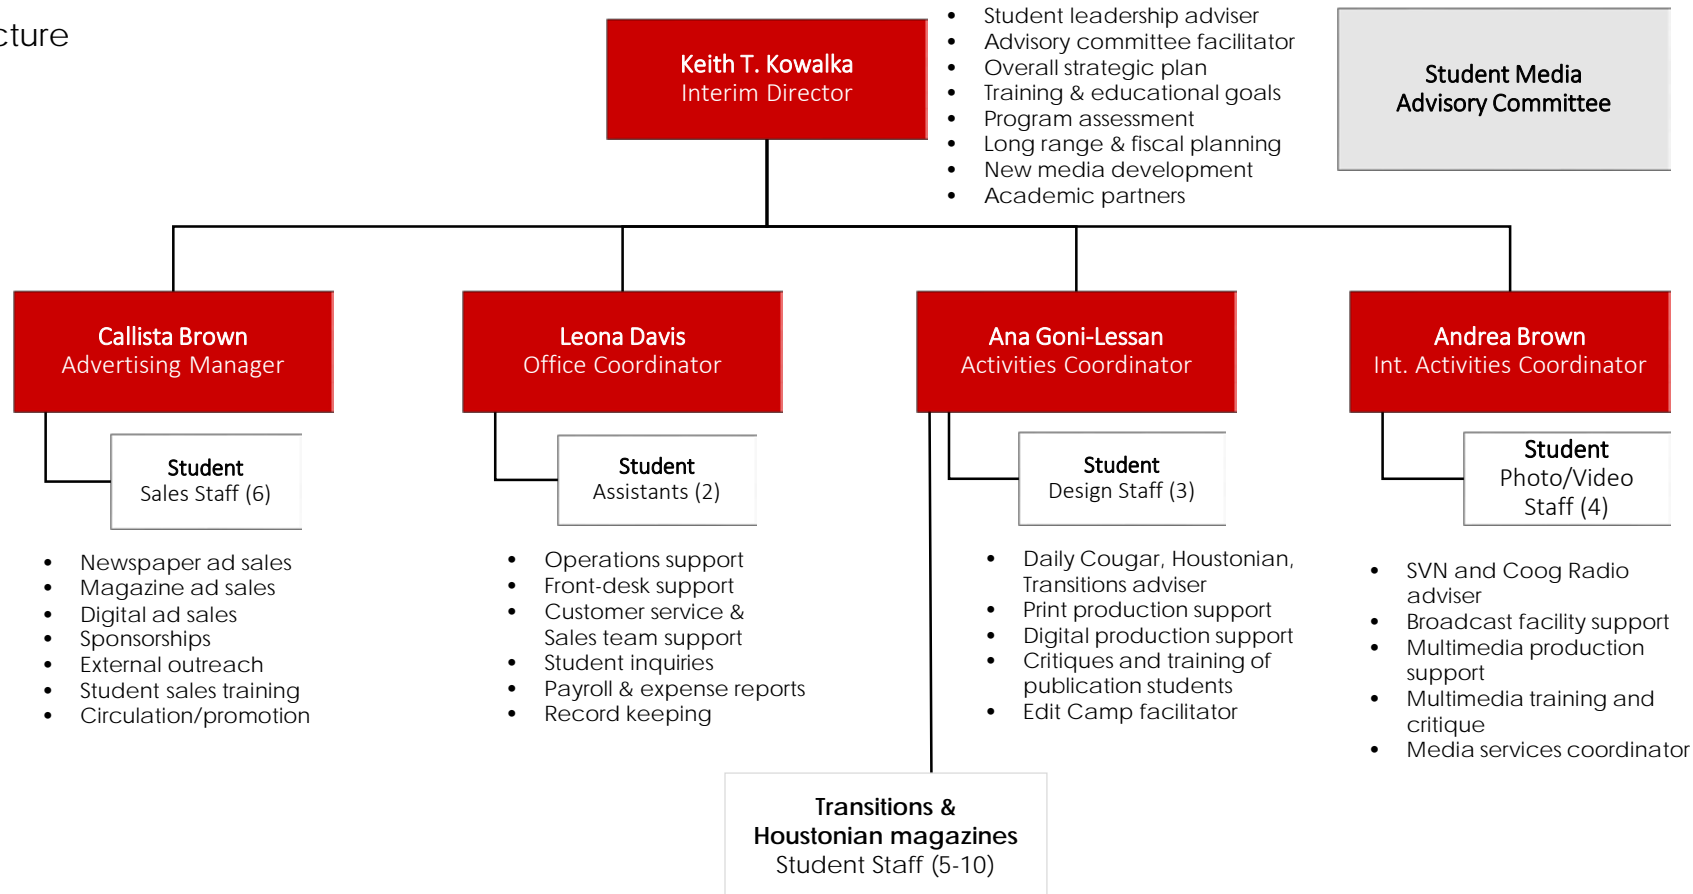 cture
Keith T. Kowalka
Interim Director
• Student leadership adviser
• Advisory committee facilitator
• Overall strategic plan
• Training & educational goals
• Program assessment
• Long range & fiscal planning
• New media development
• Academic partners
Student Media
Advisory Committee
Callista Brown
Advertising Manager
Leona Davis
Office Coordinator
Ana Goni-Lessan
Activities Coordinator
Andrea Brown
Int. Activities Coordinator
Student
Sales Staff (6)
Student
Assistants (2)
Student
Design Staff (3)
Student
Photo/Video
Staff (4)
• Newspaper ad sales
• Magazine ad sales
• Digital ad sales
• Sponsorships
• External outreach
• Student sales training
• Circulation/promotion
• Operations support
• Front-desk support
• Customer service &
Sales team support
• Student inquiries
• Payroll & expense reports
• Record keeping
• Daily Cougar, Houstonian,
Transitions adviser
• Print production support
• Digital production support
• Critiques and training of
publication students
• Edit Camp facilitator
• SVN and Coog Radio
adviser
• Broadcast facility support
• Multimedia production
support
• Multimedia training and
critique
• Media services coordinator
Transitions &
Houstonian magazines
Student Staff (5-10)